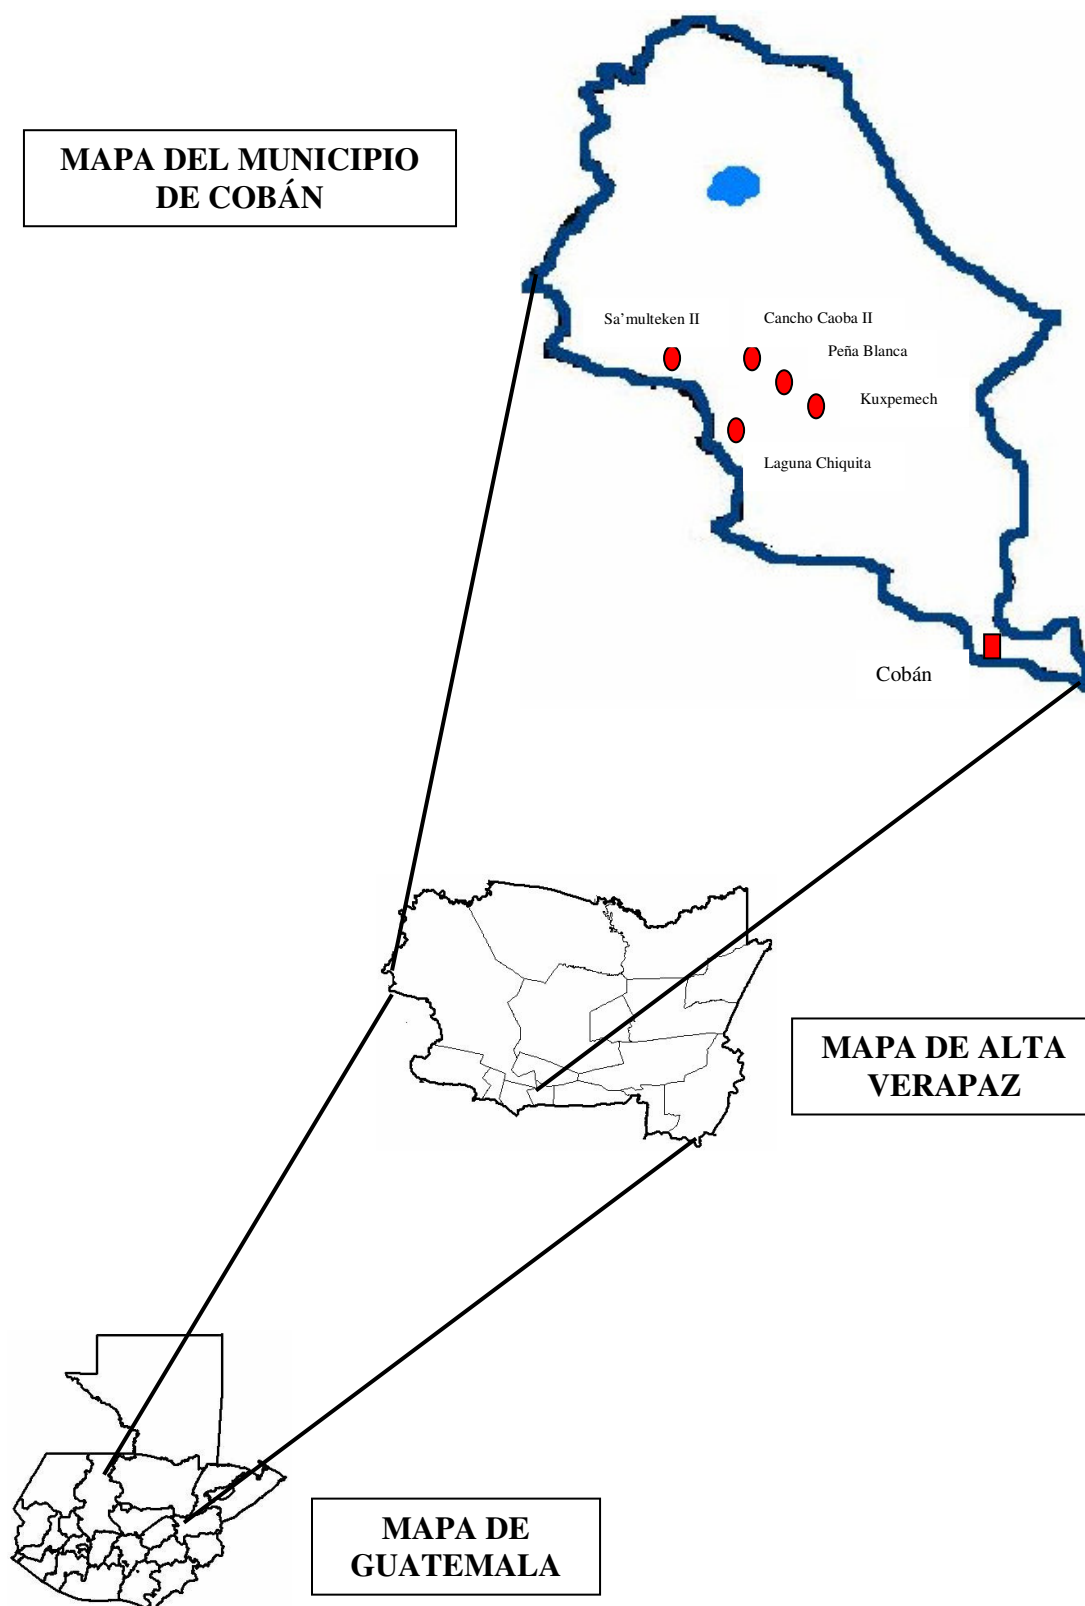 MAPA DEL MUNICIPIO
DE COBÁN
Sa’multeken II
Cancho Caoba II
Peña Blanca
Kuxpemech
Laguna Chiquita
Cobán
MAPA DE ALTA
VERAPAZ
MAPA DE
GUATEMALA